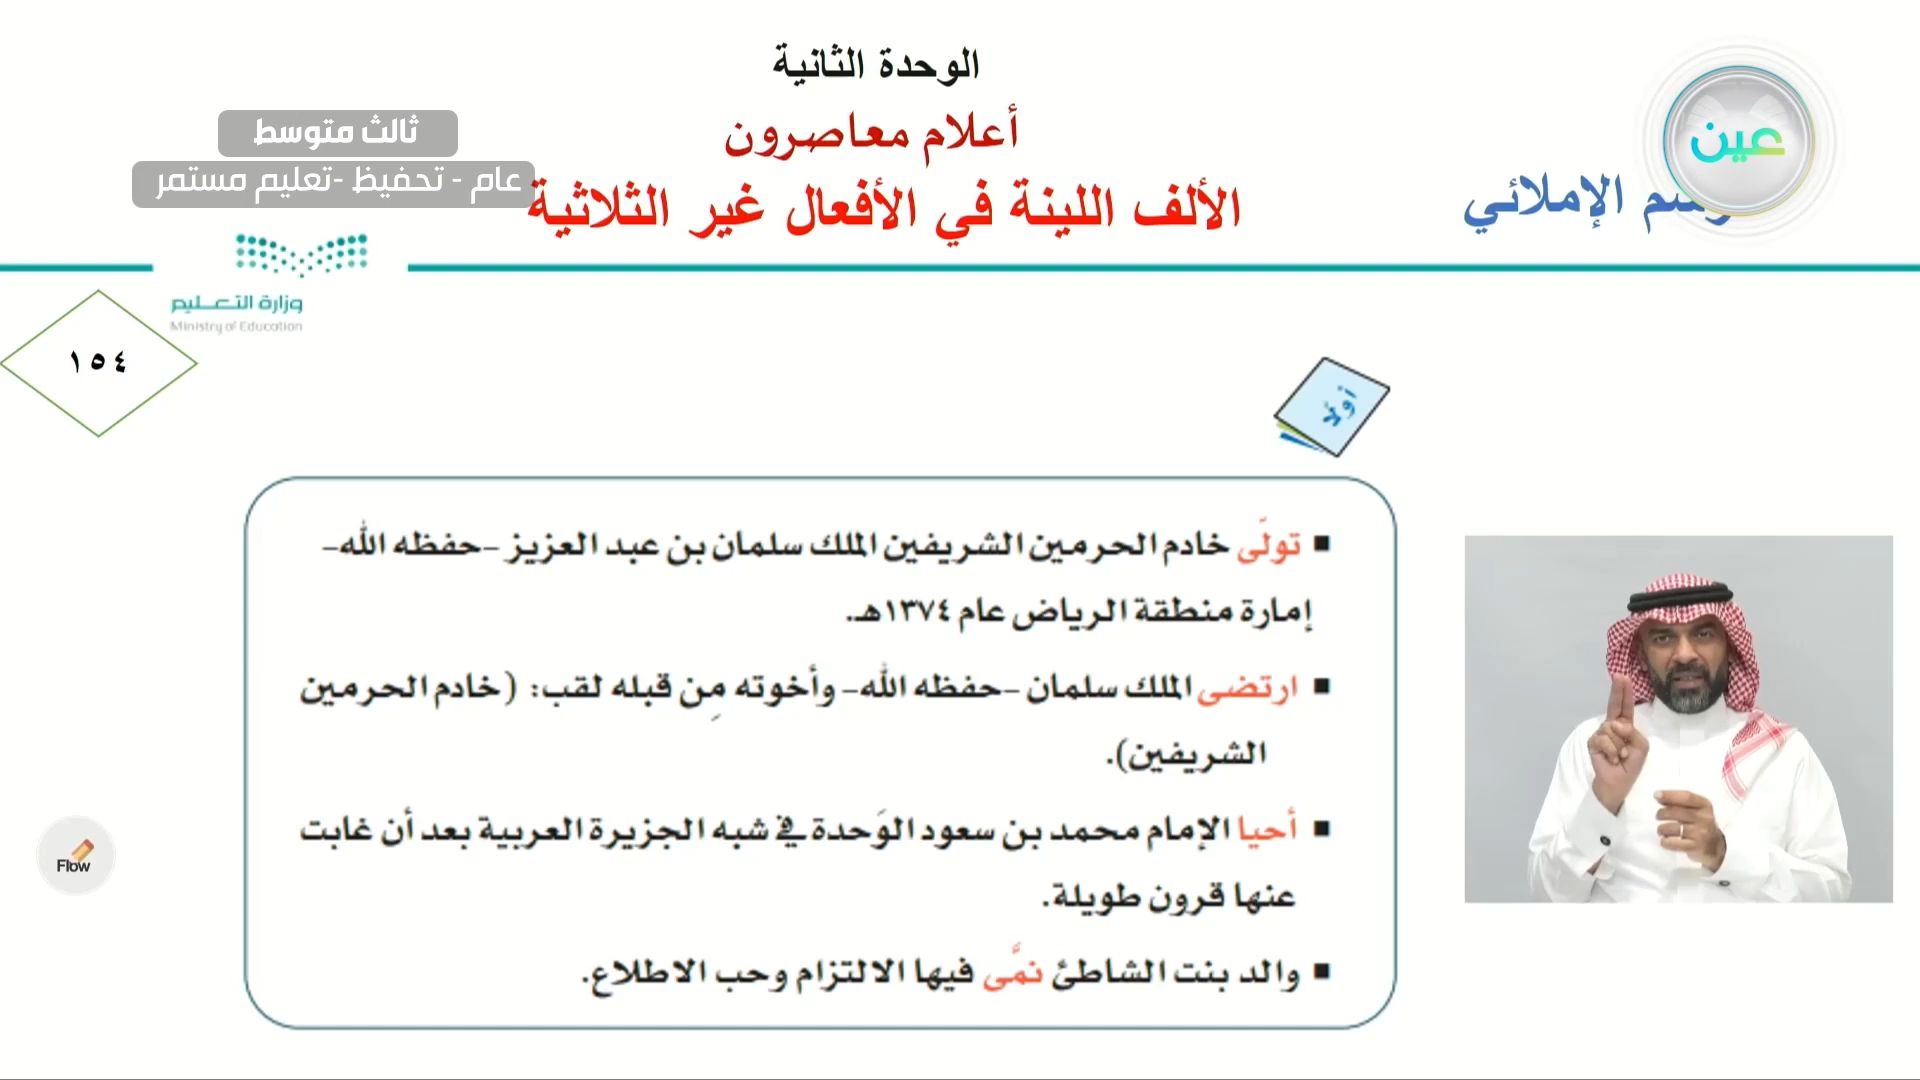 الوحدة الثانية
أعلام معاصرون
الألف اللينة في الأفعال غير الثلاثية
الإملائي
عين
ثالث متوسط
عام - تحفيظ -تعليم مستمر
وزارة التعـــليم
Ministry of Education
١٥٤
أولًا
▪ تولَّى خادم الحرمين الشريفين الملك سلمان بن عبد العزيز –حفظه الله–
إمارة منطقة الرياض عام ١٣٧٤هـ.
▪ ارتضى الملك سلمان –حفظه الله– وأخوته مِن قبله لقب: (خادم الحرمين
الشريفين).
▪ أحيا الإمام محمد بن سعود الوَحدة في شبه الجزيرة العربية بعد أن غابت
عنها قرون طويلة.
▪ والد بنت الشاطئ نمَّى فيها الالتزام وحب الاطلاع.
Flow